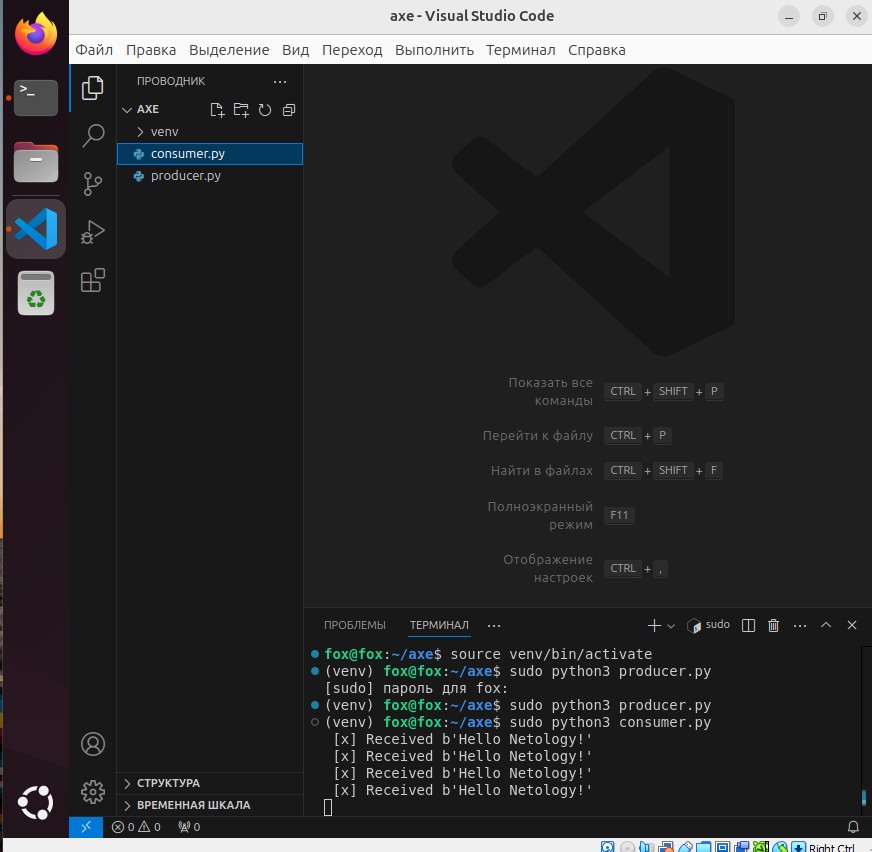 axe - Visual Studio Code
Файл Правка Выделение Вид Переход Выполнить Терминал Справка
ПРОВОДНИК
AXE
venv
consumer.py
producer.py
Показать все команды CTRL + SHIFT + P
Перейти к файлу CTRL + P
Найти в файлах CTRL + SHIFT + F
Полноэкранный режим F11
Отображение настроек CTRL + ,
ПРОБЛЕМЫ ТЕРМИНАЛ ··· sudo
fox@fox:~/axe$ source venv/bin/activate
(venv) fox@fox:~/axe$ sudo python3 producer.py
[sudo] пароль для fox:
(venv) fox@fox:~/axe$ sudo python3 producer.py
(venv) fox@fox:~/axe$ sudo python3 consumer.py
[x] Received b'Hello Netology!'
[x] Received b'Hello Netology!'
[x] Received b'Hello Netology!'
[x] Received b'Hello Netology!'
СТРУКТУРА
ВРЕМЕННАЯ ШКАЛА
0 0 0
Right Ctrl